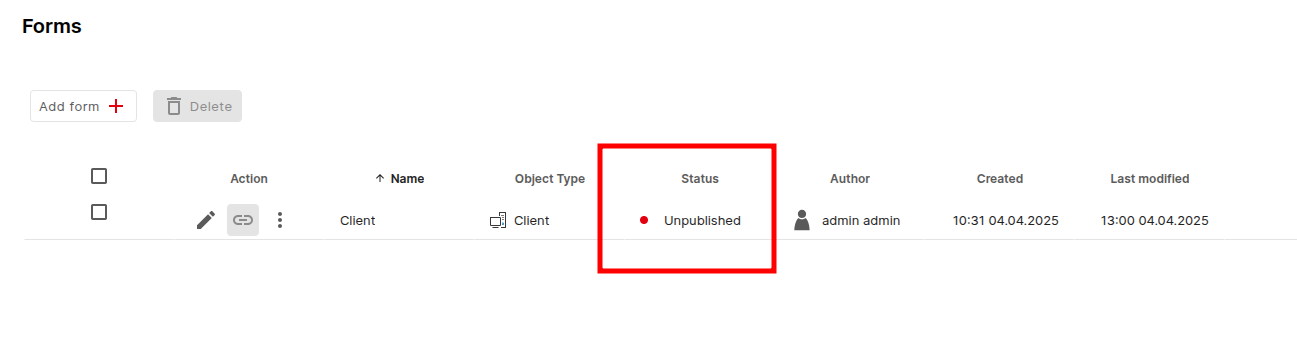 Forms
Add form Delete
Action Name Object Type Status Author Created Last modified
Client Client Unpublished admin admin 10:31 04.04.2025 13:00 04.04.2025